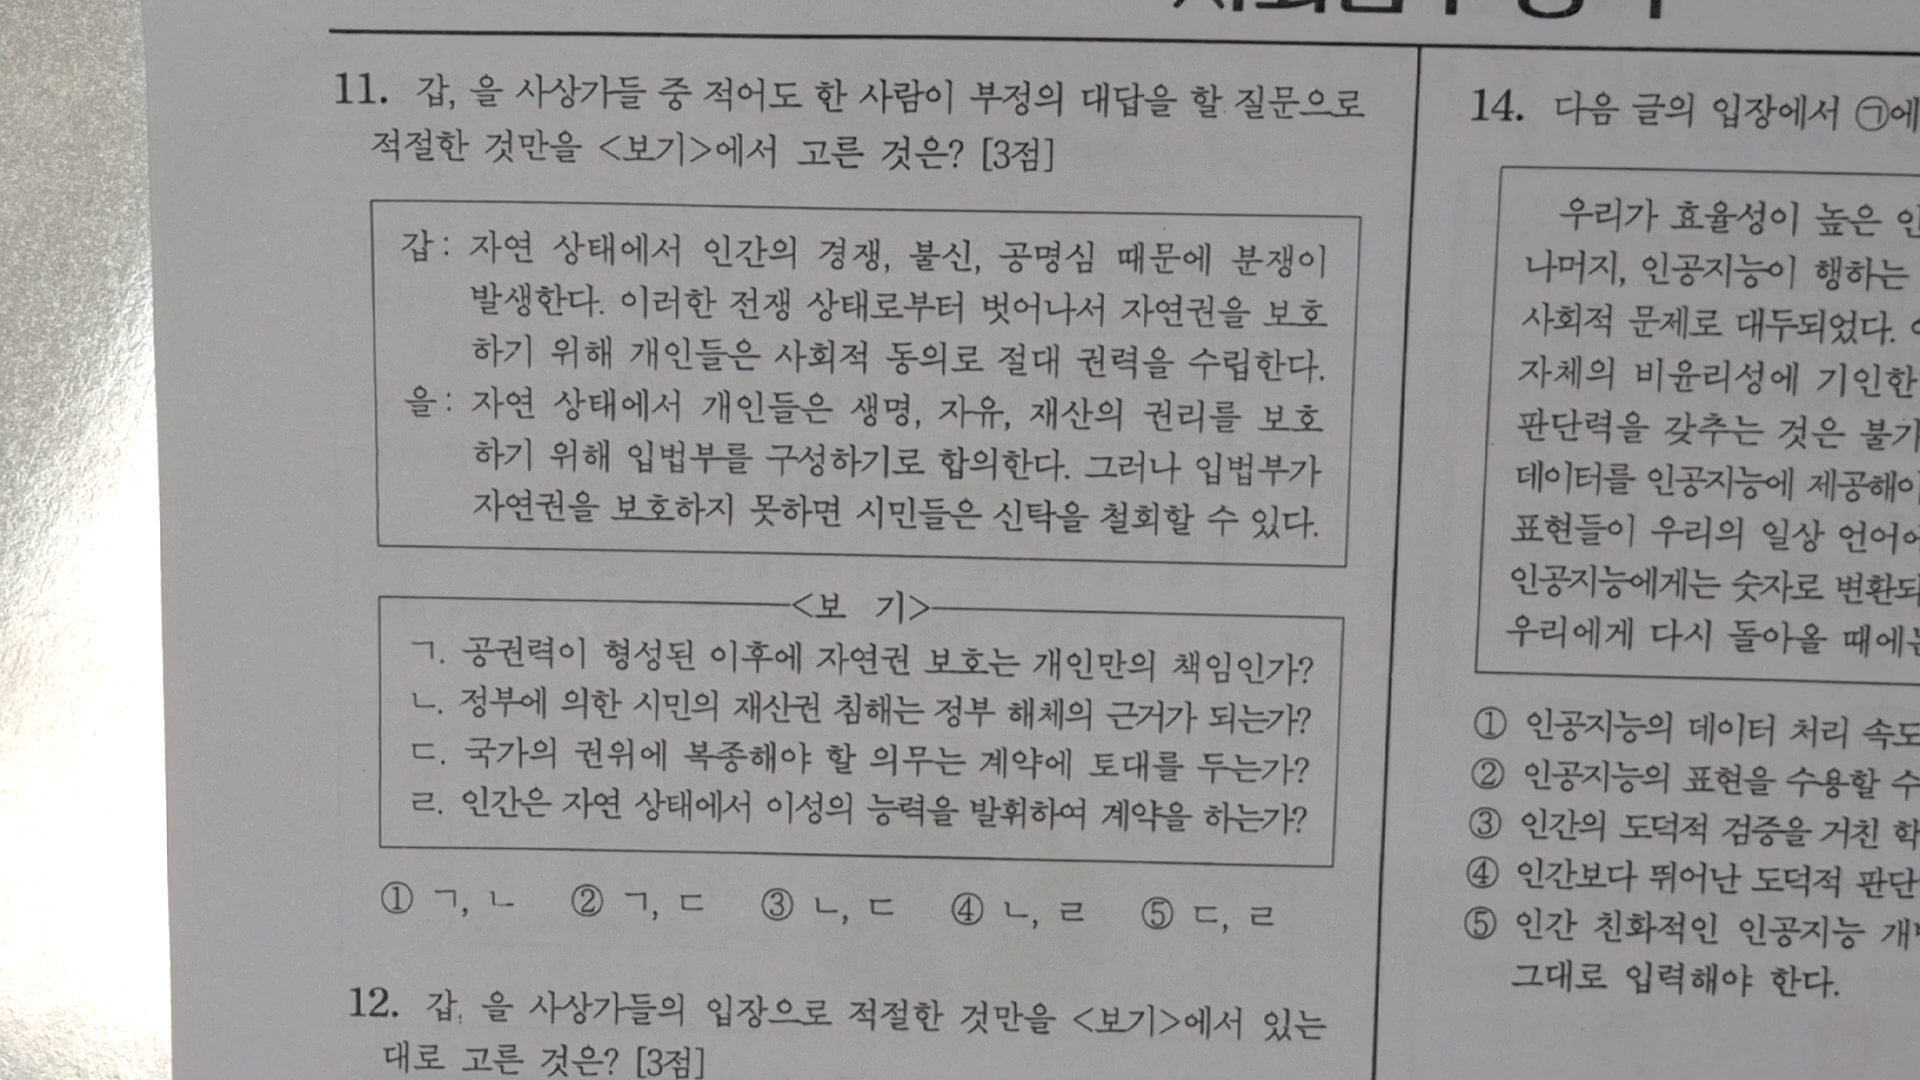 11. 갑, 을 사상가들 중 적어도 한 사람이 부정의 대답을 할 질문으로
적절한 것만을 <보기>에서 고른 것은? [3점]
갑 : 자연 상태에서 인간의 경쟁, 불신, 공명심 때문에 분쟁이
발생한다. 이러한 전쟁 상태로부터 벗어나서 자연권을 보호
하기 위해 개인들은 사회적 동의로 절대 권력을 수립한다.
을 : 자연 상태에서 개인들은 생명, 자유, 재산의 권리를 보호
하기 위해 입법부를 구성하기로 합의한다. 그러나 입법부가
자연권을 보호하지 못하면 시민들은 신탁을 철회할 수 있다.
<보 기>
ㄱ. 공권력이 형성된 이후에 자연권 보호는 개인만의 책임인가?
ㄴ. 정부에 의한 시민의 재산권 침해는 정부 해체의 근거가 되는가?
ㄷ. 국가의 권위에 복종해야 할 의무는 계약에 토대를 두는가?
ㄹ. 인간은 자연 상태에서 이성의 능력을 발휘하여 계약을 하는가?
① ㄱ, ㄴ ② ㄱ, ㄷ ③ ㄴ, ㄷ ④ ㄴ, ㄹ ⑤ ㄷ, ㄹ
12. 갑, 을 사상가들의 입장으로 적절한 것만을 <보기>에서 있는
대로 고른 것은? [3점]
14. 다음 글의 입장에서 ㉠에
우리가 효율성이 높은
나머지, 인공지능이 행하는
사회적 문제로 대두되었다.
자체의 비윤리성에 기인한
판단력을 갖추는 것은
데이터를 인공지능에 제공해야
표현들이 우리의 일상 언어
인공지능에게는 숫자로
우리에게 다시 돌아올 때에는
① 인공지능의 데이터 처리 속도
② 인공지능의 표현을 수용할 수
③ 인간의 도덕적 검증을 거친
④ 인간보다 뛰어난 도덕적 판단
⑤ 인간 친화적인 인공지능
그대로 입력해야 한다.